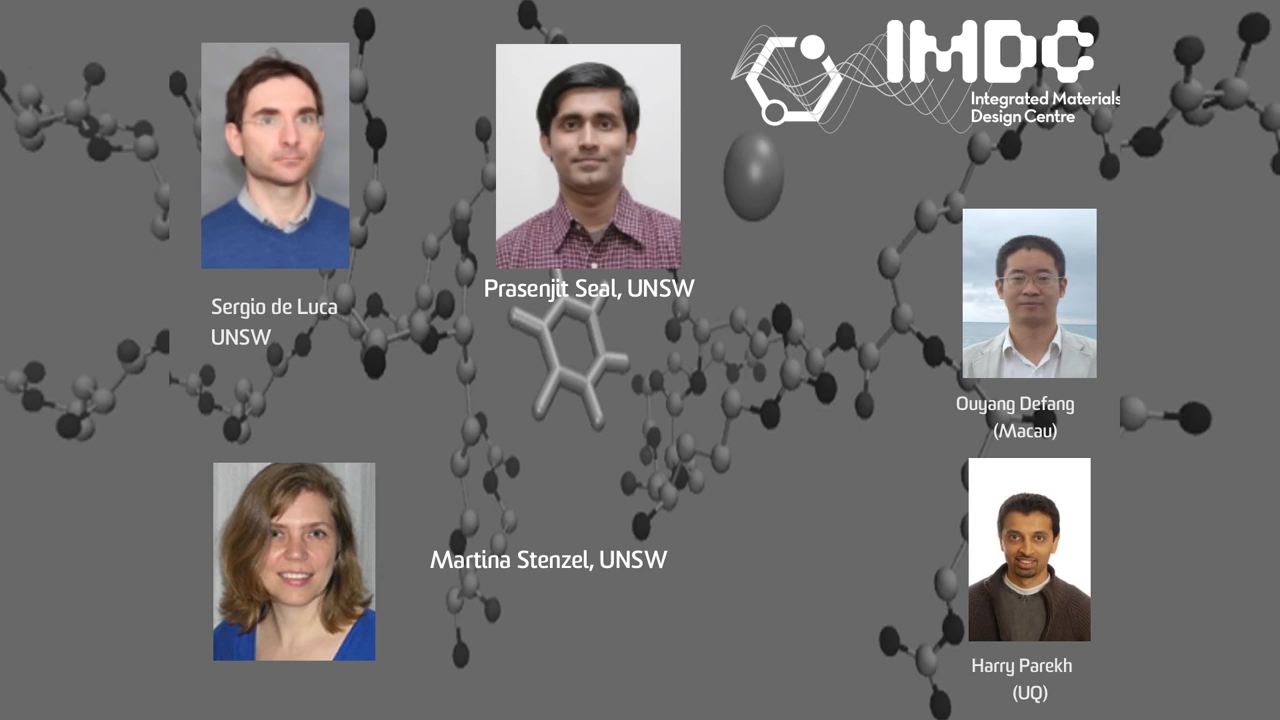 IMDC
Integrated Materials
Design Centre
Prasenjit Seal, UNSW
Sergio de Luca
UNSW
Ouyang Defang
(Macau)
Martina Stenzel, UNSW
Harry Parekh
(UQ)